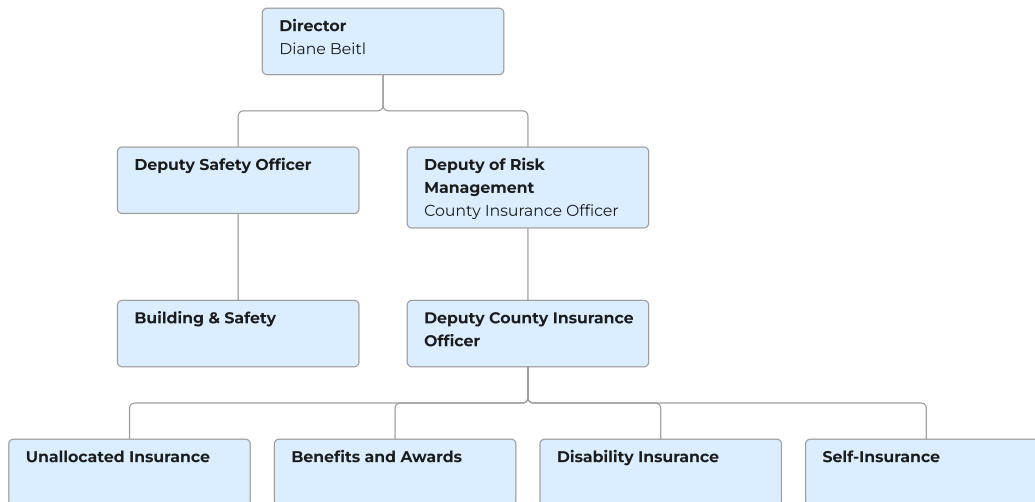 Director
Diane Beitl
Deputy Safety Officer
Deputy of Risk
Management
County Insurance Officer
Building & Safety
Deputy County Insurance
Officer
Unallocated Insurance
Benefits and Awards
Disability Insurance
Self-Insurance